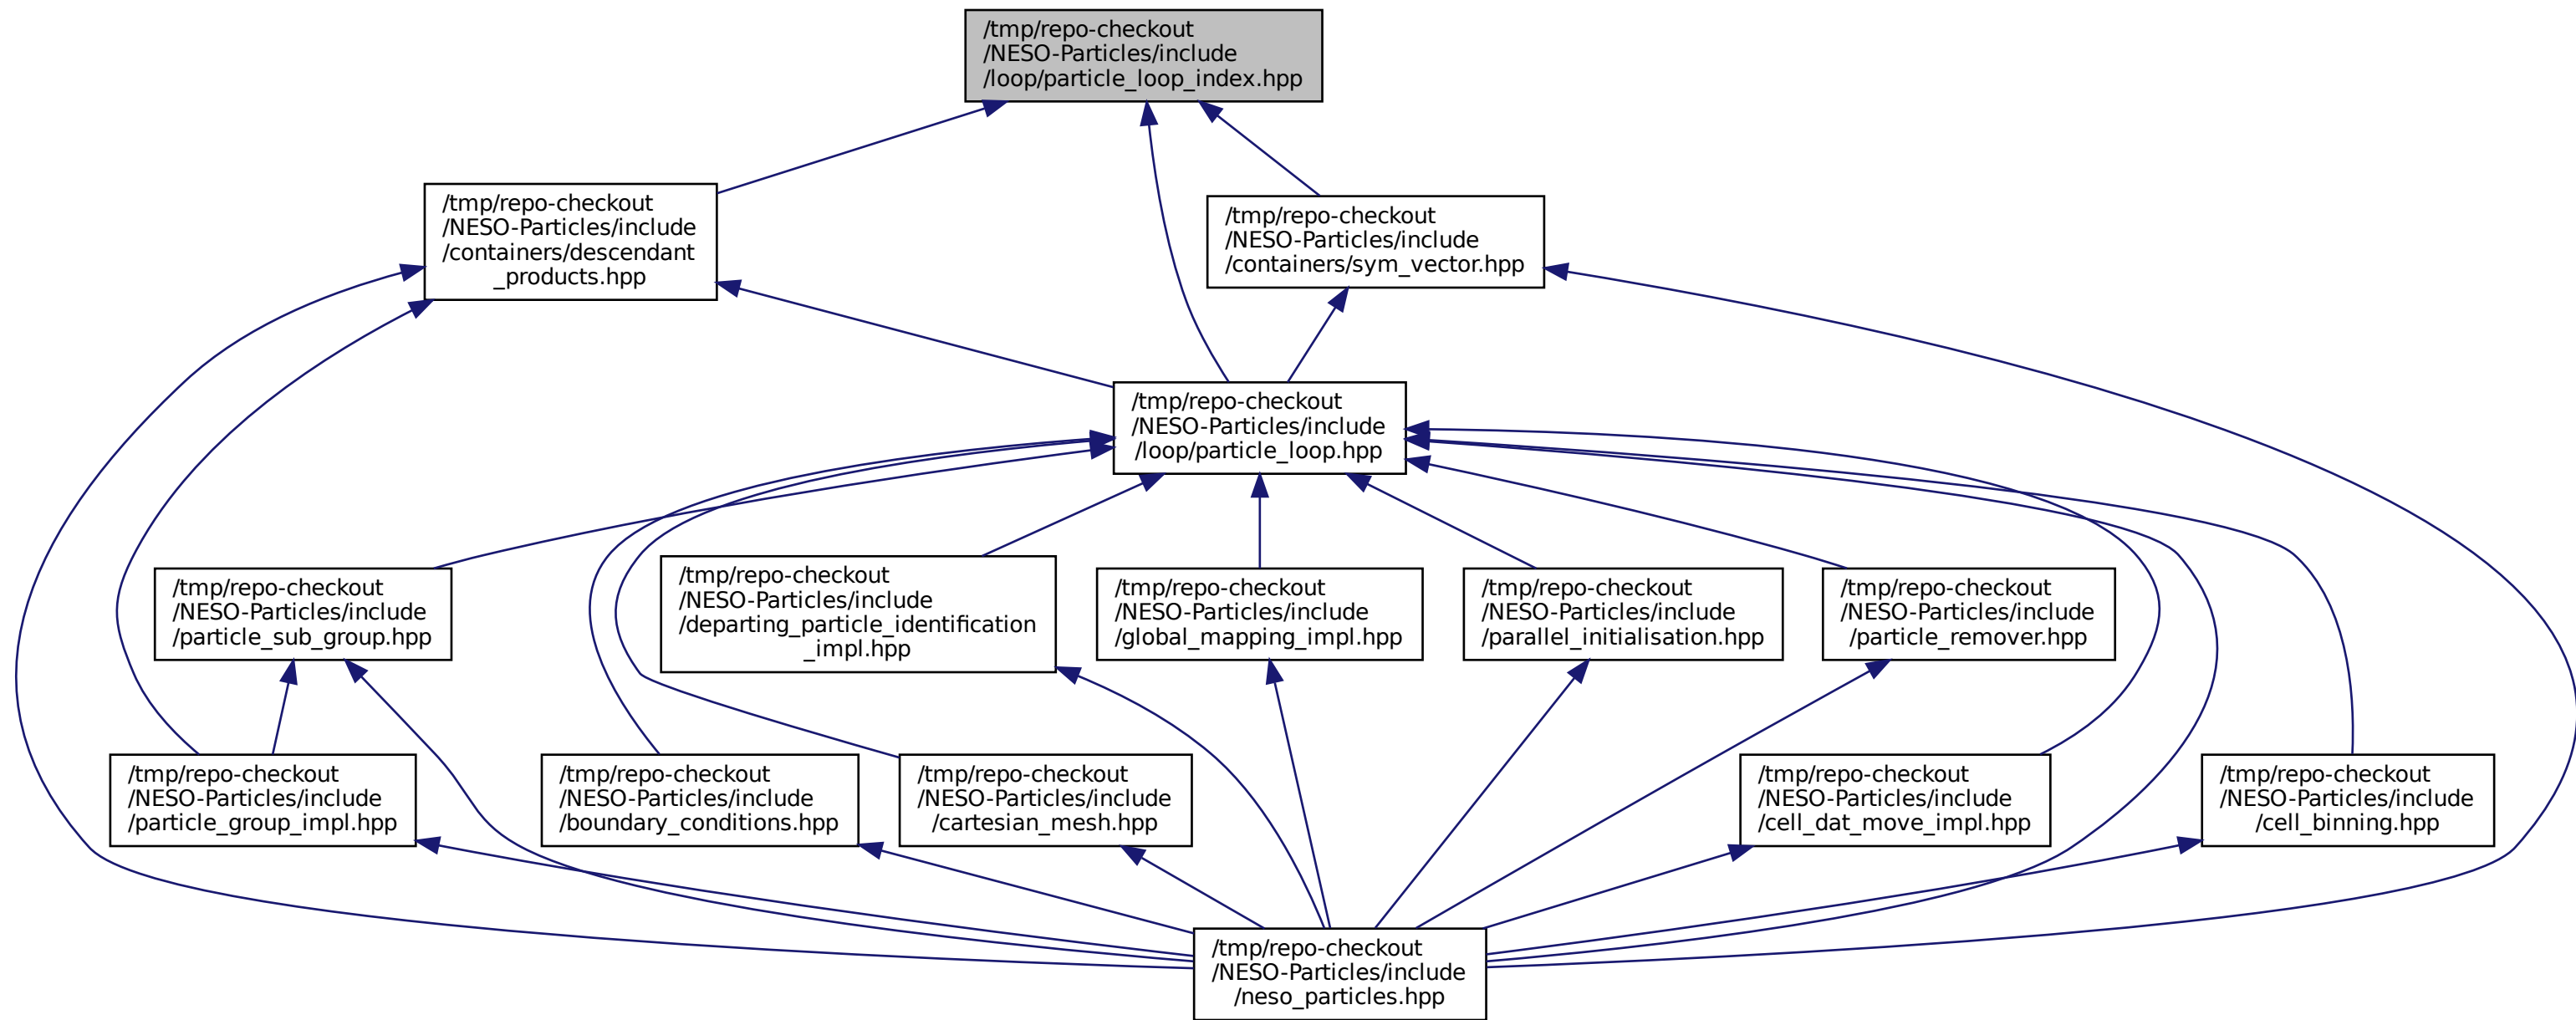 /tmp/repo-checkout
/NESO-Particles/include
/loop/particle_loop_index.hpp
/tmp/repo-checkout
/NESO-Particles/include
/containers/descendant
_products.hpp
/tmp/repo-checkout
/NESO-Particles/include
/containers/sym_vector.hpp
/tmp/repo-checkout
/NESO-Particles/include
/loop/particle_loop.hpp
/tmp/repo-checkout
/NESO-Particles/include
/particle_sub_group.hpp
/tmp/repo-checkout
/NESO-Particles/include
/departing_particle_identification
_impl.hpp
/tmp/repo-checkout
/NESO-Particles/include
/global_mapping_impl.hpp
/tmp/repo-checkout
/NESO-Particles/include
/parallel_initialisation.hpp
/tmp/repo-checkout
/NESO-Particles/include
/particle_remover.hpp
/tmp/repo-checkout
/NESO-Particles/include
/particle_group_impl.hpp
/tmp/repo-checkout
/NESO-Particles/include
/boundary_conditions.hpp
/tmp/repo-checkout
/NESO-Particles/include
/cartesian_mesh.hpp
/tmp/repo-checkout
/NESO-Particles/include
/cell_dat_move_impl.hpp
/tmp/repo-checkout
/NESO-Particles/include
/cell_binning.hpp
/tmp/repo-checkout
/NESO-Particles/include
/neso_particles.hpp